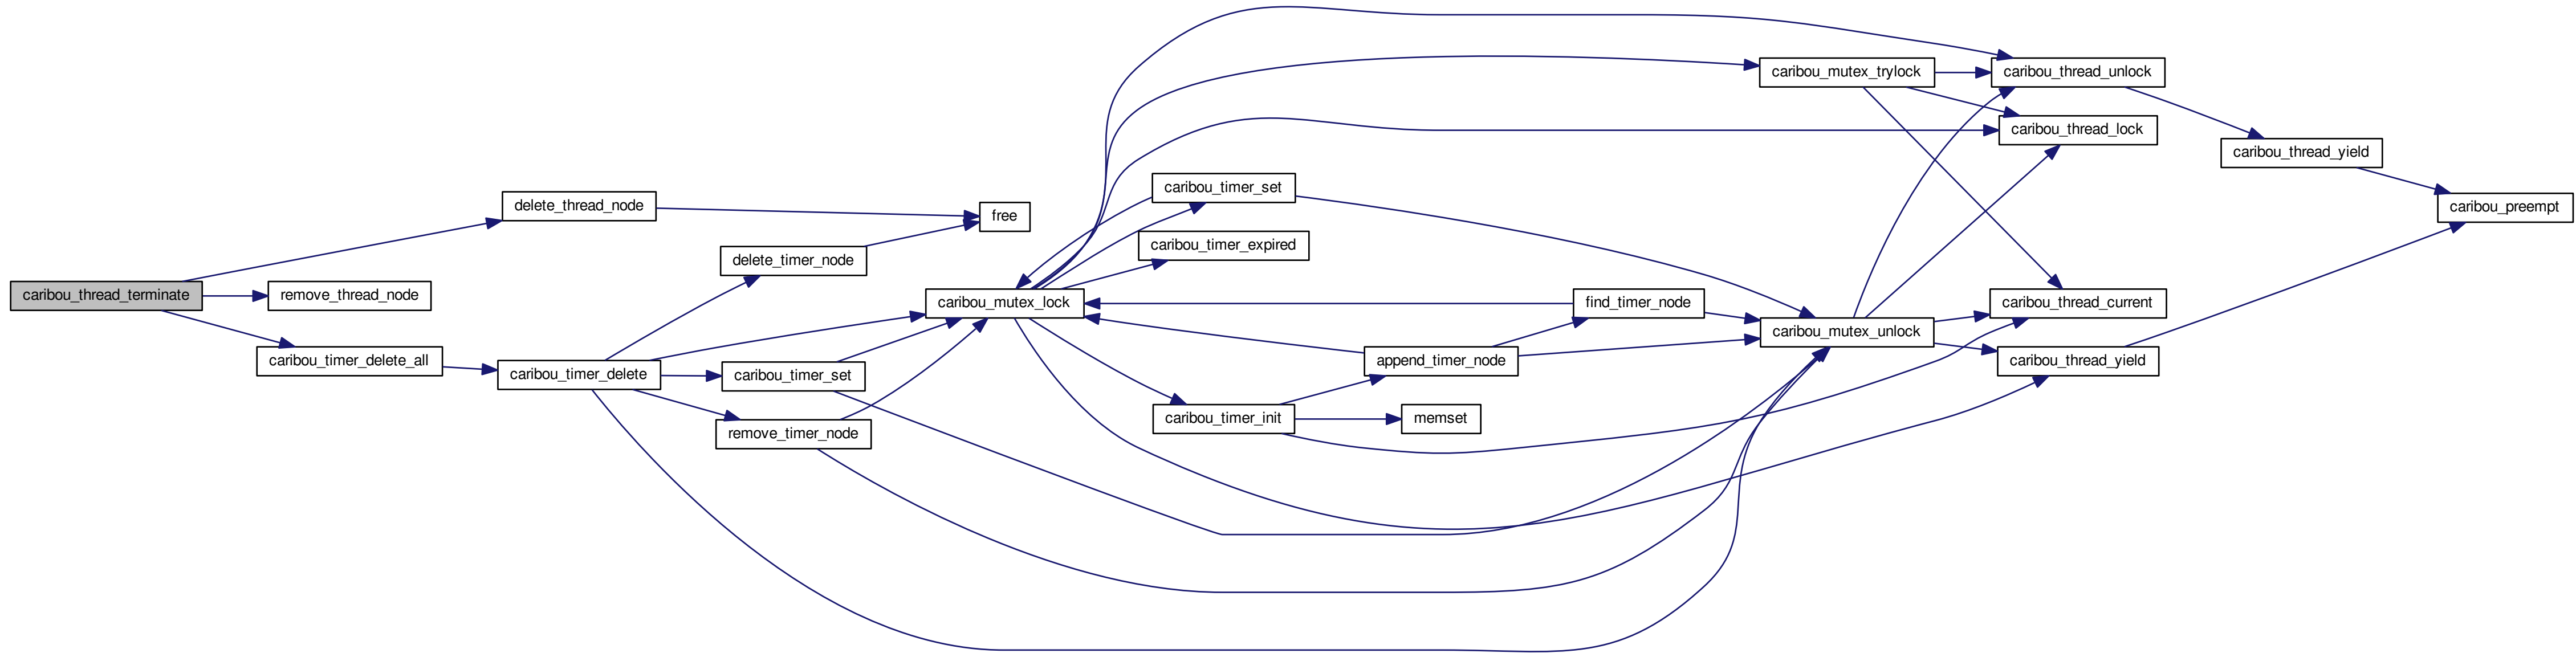 caribou_thread_terminate
delete_thread_node
remove_thread_node
caribou_timer_delete_all
caribou_timer_delete
delete_timer_node
caribou_timer_set
remove_timer_node
free
caribou_mutex_lock
caribou_timer_set
caribou_timer_expired
caribou_timer_init
append_timer_node
memset
find_timer_node
caribou_mutex_trylock
caribou_mutex_unlock
caribou_thread_unlock
caribou_thread_lock
caribou_thread_current
caribou_thread_yield
caribou_thread_yield
caribou_preempt